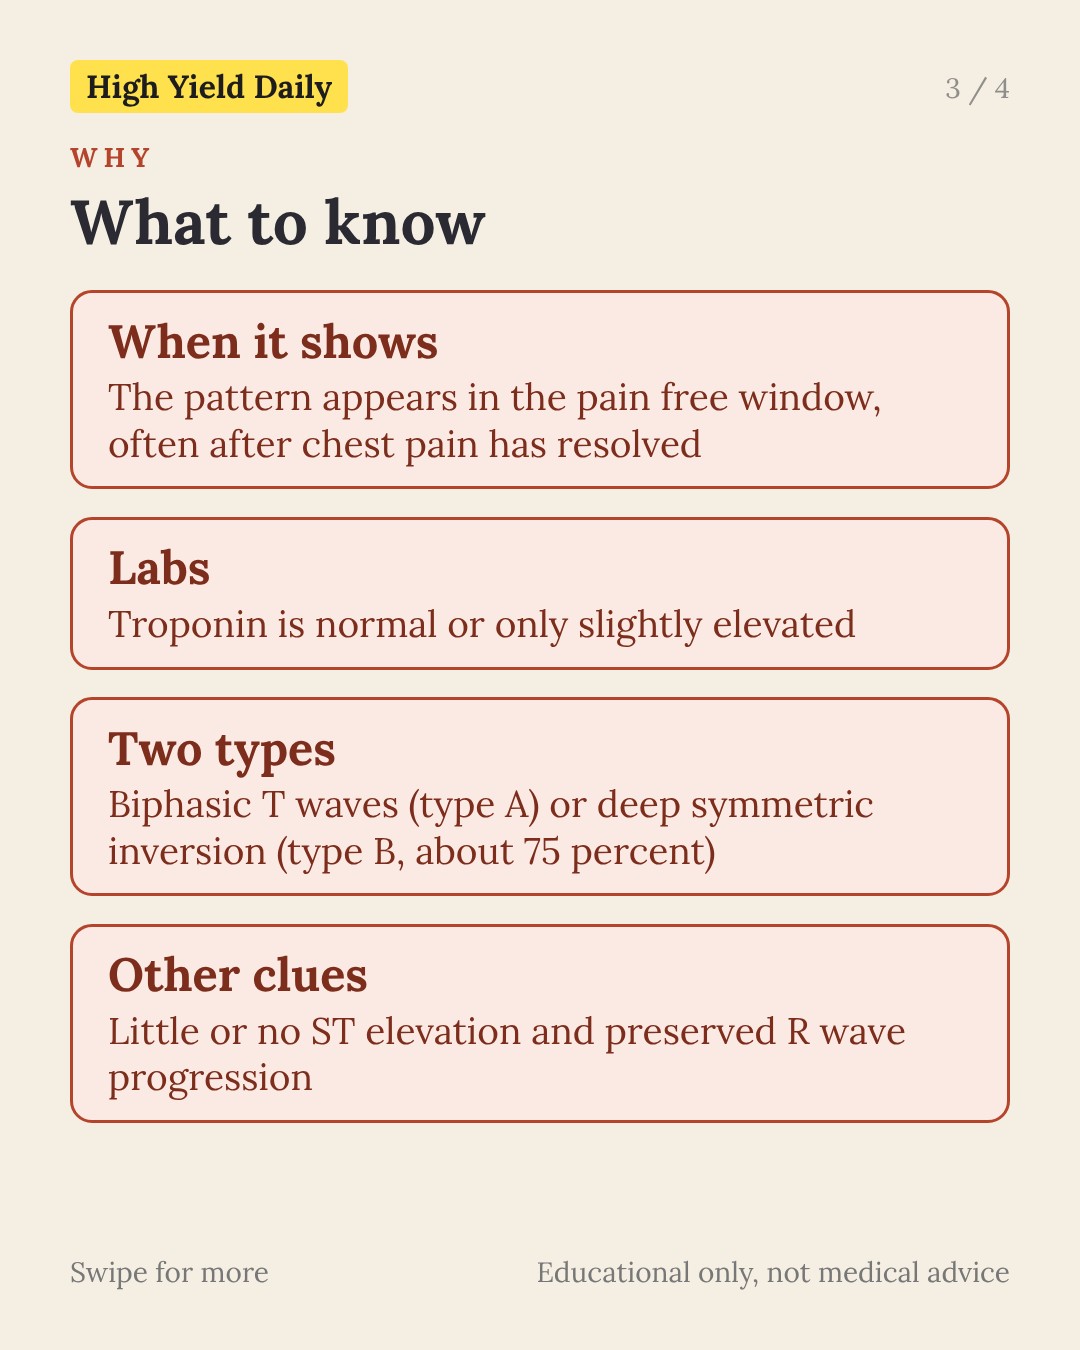 High Yield Daily
3 / 4
WHY
What to know
When it shows
The pattern appears in the pain free window,
often after chest pain has resolved
Labs
Troponin is normal or only slightly elevated
Two types
Biphasic T waves (type A) or deep symmetric
inversion (type B, about 75 percent)
Other clues
Little or no ST elevation and preserved R wave
progression
Swipe for more
Educational only, not medical advice